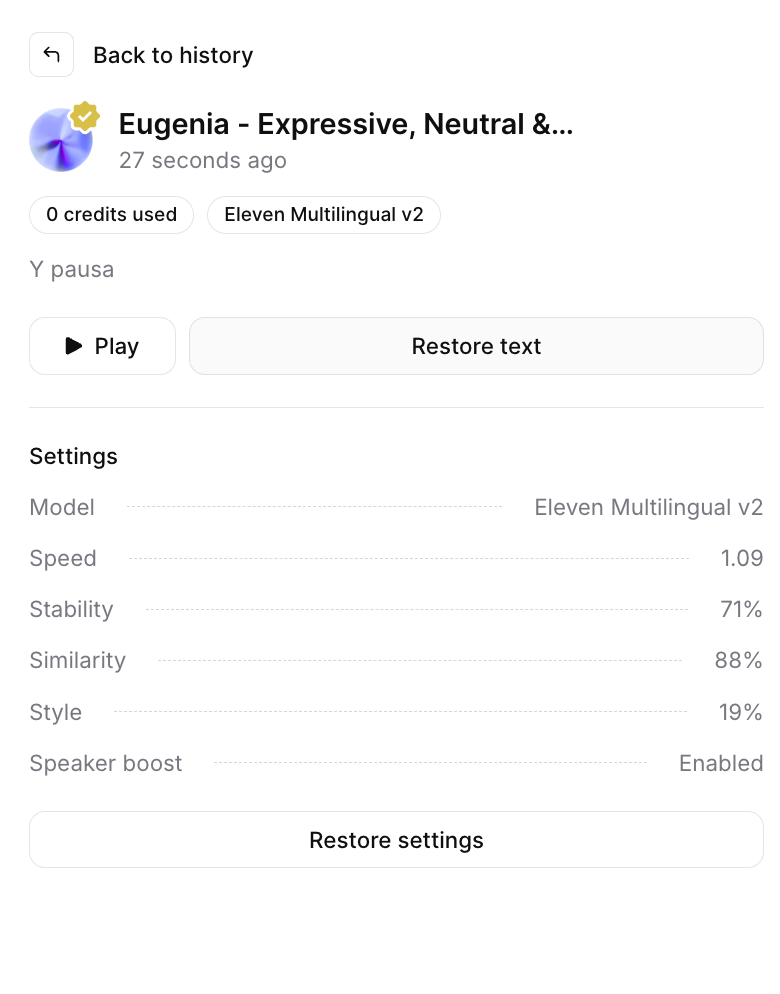 Back to history
Eugenia - Expressive, Neutral &...
27 seconds ago
0 credits used
Eleven Multilingual v2
Y pausa
Play
Restore text
Settings
Model Eleven Multilingual v2
Speed 1.09
Stability 71%
Similarity 88%
Style 19%
Speaker boost Enabled
Restore settings